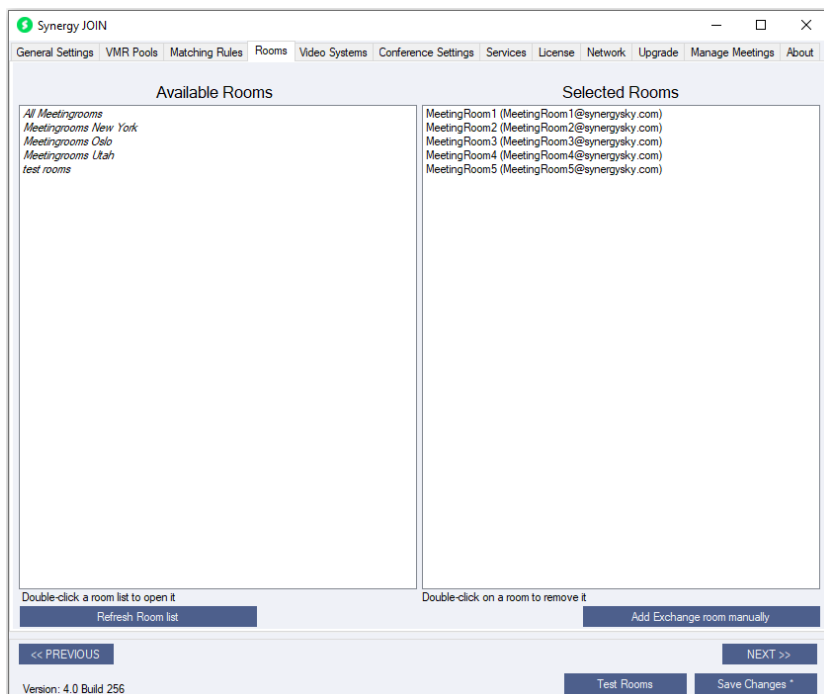 Synergy JOIN
General Settings VMR Pools Matching Rules Rooms Video Systems Conference Settings Services License Network Upgrade Manage Meetings About
Available Rooms
All Meetingrooms
Meetingrooms New York
Meetingrooms Oslo
Meetingrooms Utah
test rooms
Double-click a room list to open it
Refresh Room list
Selected Rooms
MeetingRoom1 (MeetingRoom1@synergysky.com)
MeetingRoom2 (MeetingRoom2@synergysky.com)
MeetingRoom3 (MeetingRoom3@synergysky.com)
MeetingRoom4 (MeetingRoom4@synergysky.com)
MeetingRoom5 (MeetingRoom5@synergysky.com)
Double-click on a room to remove it
Add Exchange room manually
<< PREVIOUS
NEXT >>
Version: 4.0 Build 256
Test Rooms
Save Changes *